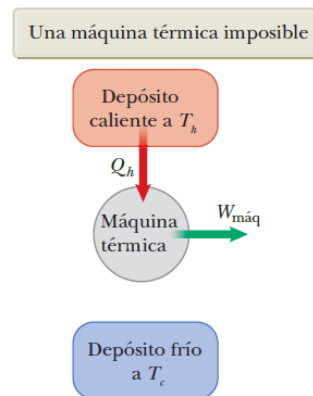 Una máquina térmica imposible
Depósito
caliente a T_h
Q_h
Máquina
térmica
W_máq
Depósito frío
a T_c